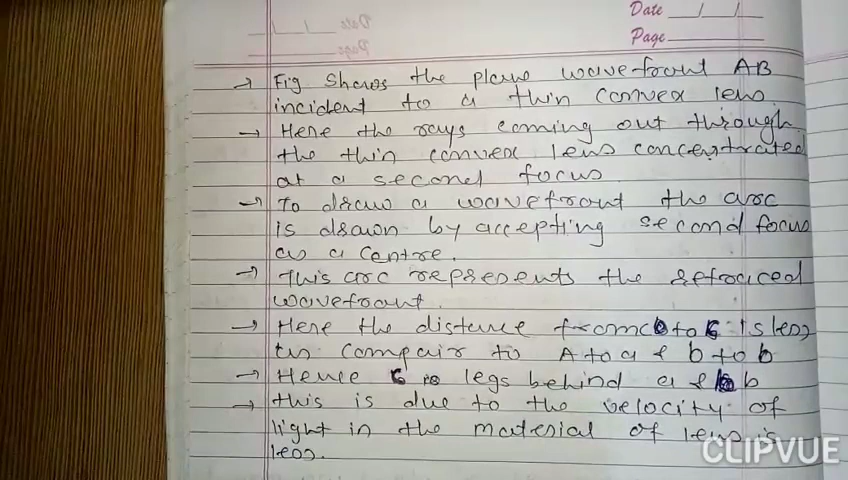 Date __/__/__
Page
→ Fig shows the plane wavefront AB
incident to a thin convex lens
→ Here the rays coming out through
the thin convex lens concentrated
at a second focus
→ To draw a wavefront the arc
is drawn by accepting second focus
as a centre.
→ This arc represents the refraced
wavefront.
→ Here the distance from to is less
as compair to A to a & b to b
→ Hence legs behind a & b
→ this is due to the velocity of
light in the material of lens is
less.
CLIPVUE